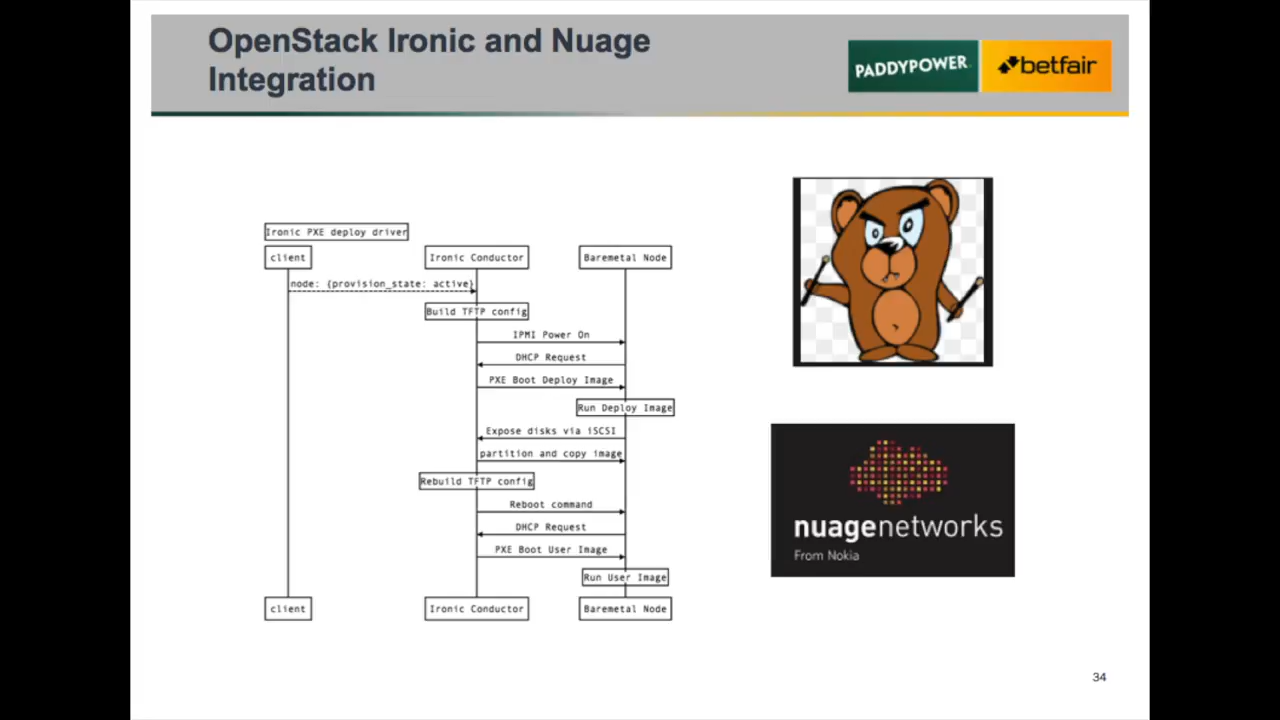 OpenStack Ironic and Nuage
Integration
PADDYPOWER.
betfair
Ironic PXE deploy driver
client
Ironic Conductor
Baremetal Node
node: {provision_state: active}
Build TFTP config
IPMI Power On
DHCP Request
PXE Boot Deploy Image
Run Deploy Image
Expose disks via iSCSI
partition and copy image
Rebuild TFTP config
Reboot command
DHCP Request
PXE Boot User Image
Run User Image
client
Ironic Conductor
Baremetal Node
nuagenetworks
From Nokia
34